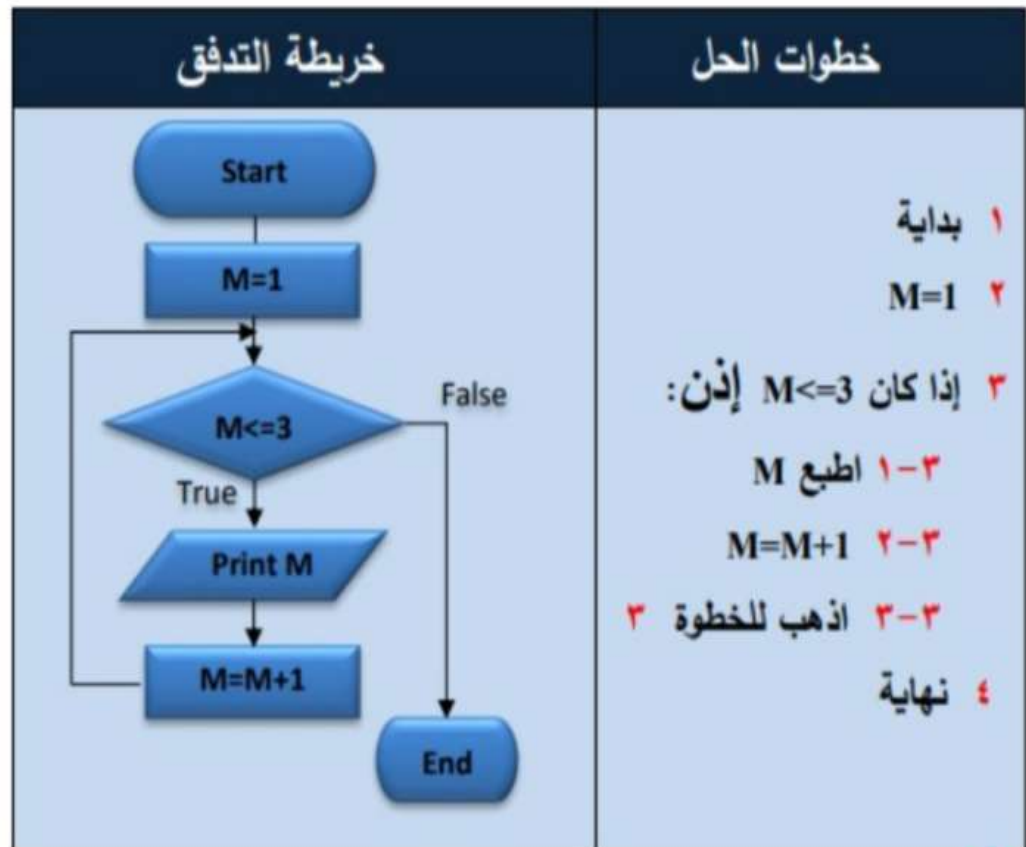 خطوات الحل
١ بداية
٢ M=1
٣ إذا كان M<=3 إذن:
٣-١ اطبع M
٣-٢ M=M+1
٣-٣ اذهب للخطوة ٣
٤ نهاية
خريطة التدفق
Start
M=1
M<=3
False
True
Print M
M=M+1
End